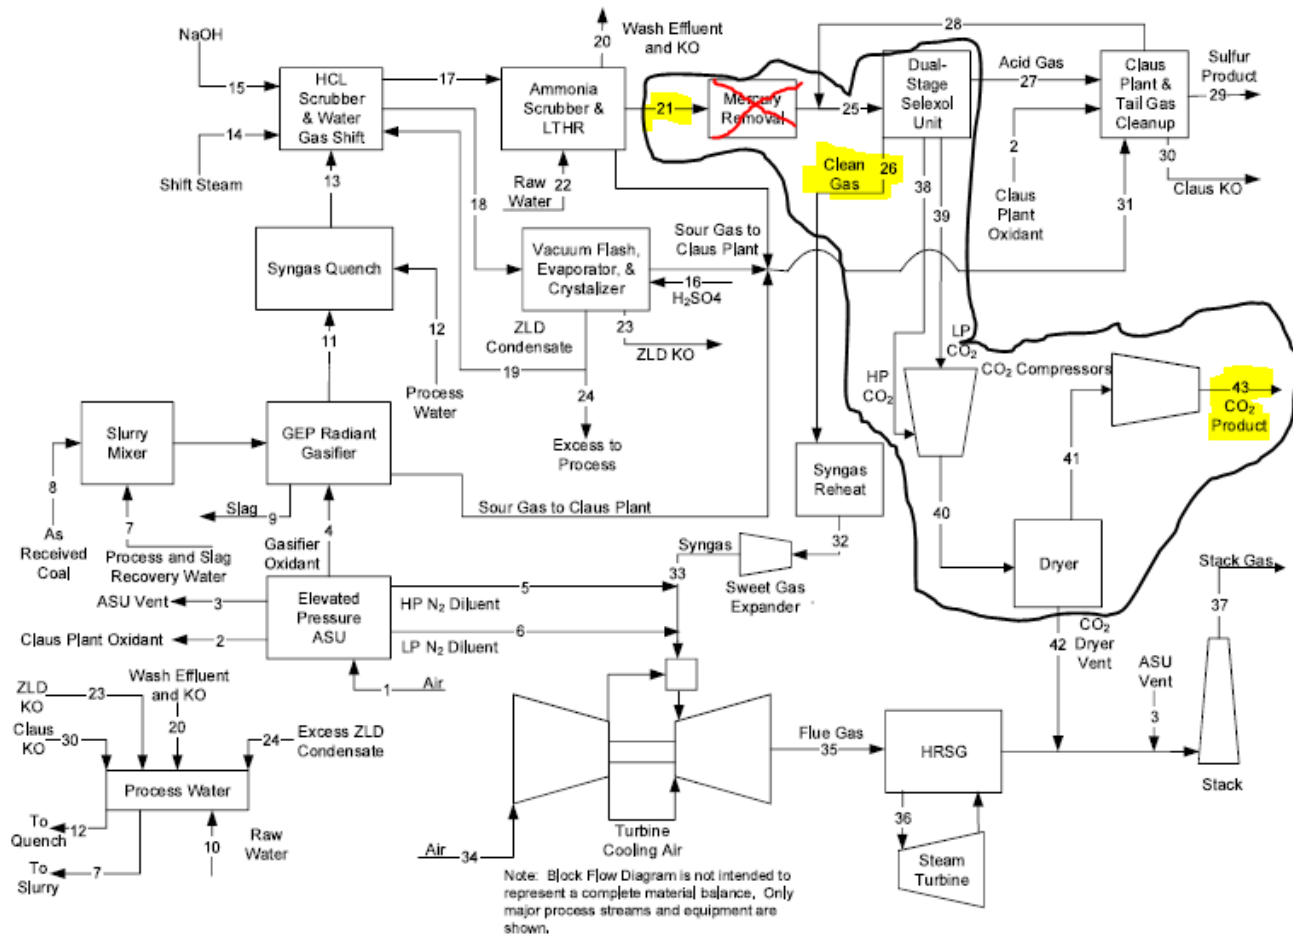 NaOH
15
14
Shift Steam
HCL
Scrubber
& Water
Gas Shift
17
13
18
20
Wash Effluent
and KO
Ammonia
Scrubber &
LTHR
Raw
Water
22
21
Mercury
Removal
25
28
Dual-
Stage
Selexol
Unit
Clean
Gas
26
38
39
Acid Gas
27
2
Claus
Plant
Oxidant
Claus
Plant &
Tail Gas
Cleanup
Sulfur
Product
29
30
Claus KO
31
Syngas Quench
12
Process
Water
11
Vacuum Flash,
Evaporator, &
Crystalizer
Sour Gas to
Claus Plant
16
H2SO4
23
ZLD KO
ZLD
Condensate
19
24
Excess to
Process
LP
CO2
HP
CO2
CO2 Compressors
43
CO2
Product
41
40
Dryer
42
CO2
Dryer
Vent
Slurry
Mixer
8
As
Received
Coal
7
Process and Slag
Recovery Water
GEP Radiant
Gasifier
Slag
9
4
Gasifier
Oxidant
Sour Gas to Claus Plant
Syngas
Reheat
32
Syngas
33
Sweet Gas
Expander
Stack Gas
37
ASU Vent
3
Claus Plant Oxidant
2
Elevated
Pressure
ASU
5
HP N2 Diluent
6
LP N2 Diluent
1
Air
ASU
Vent
3
Stack
ZLD
KO
23
Claus
KO
30
Wash Effluent
and KO
20
24
Excess ZLD
Condensate
Process Water
To
Quench
12
To
Slurry
7
10
Raw
Water
Air
34
Turbine
Cooling Air
Flue Gas
35
HRSG
36
Steam
Turbine
Note: Block Flow Diagram is not intended to
represent a complete material balance. Only
major process streams and equipment are
shown.